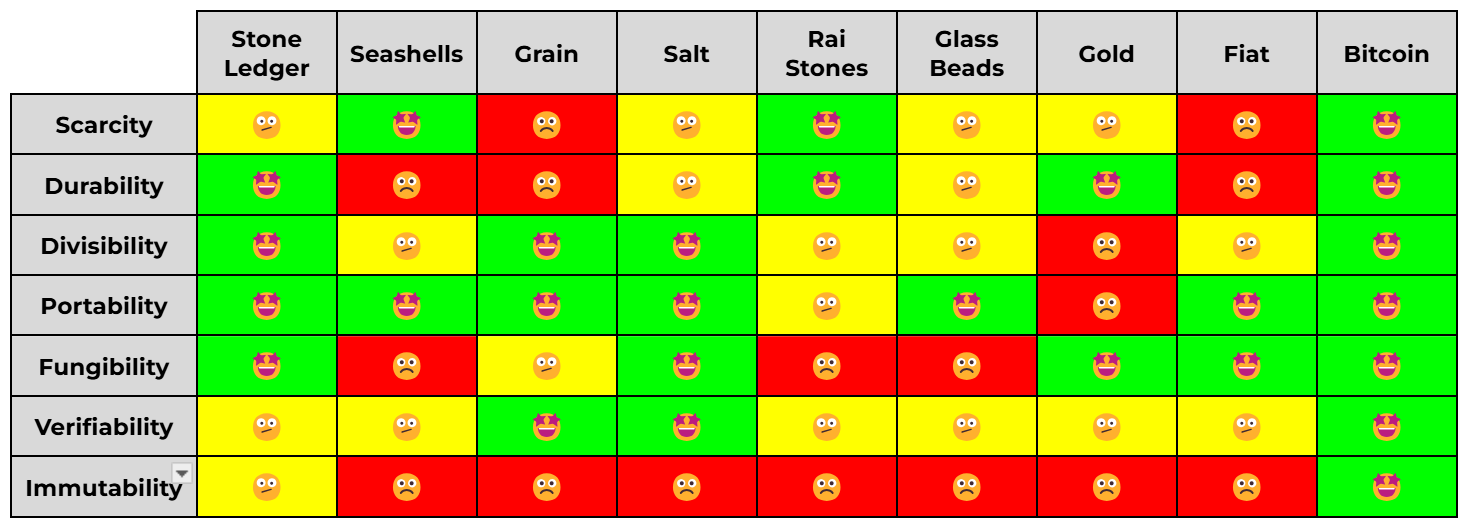 Stone Ledger Seashells Grain Salt Rai Stones Glass Beads Gold Fiat Bitcoin
Scarcity
Durability
Divisibility
Portability
Fungibility
Verifiability
Immutability